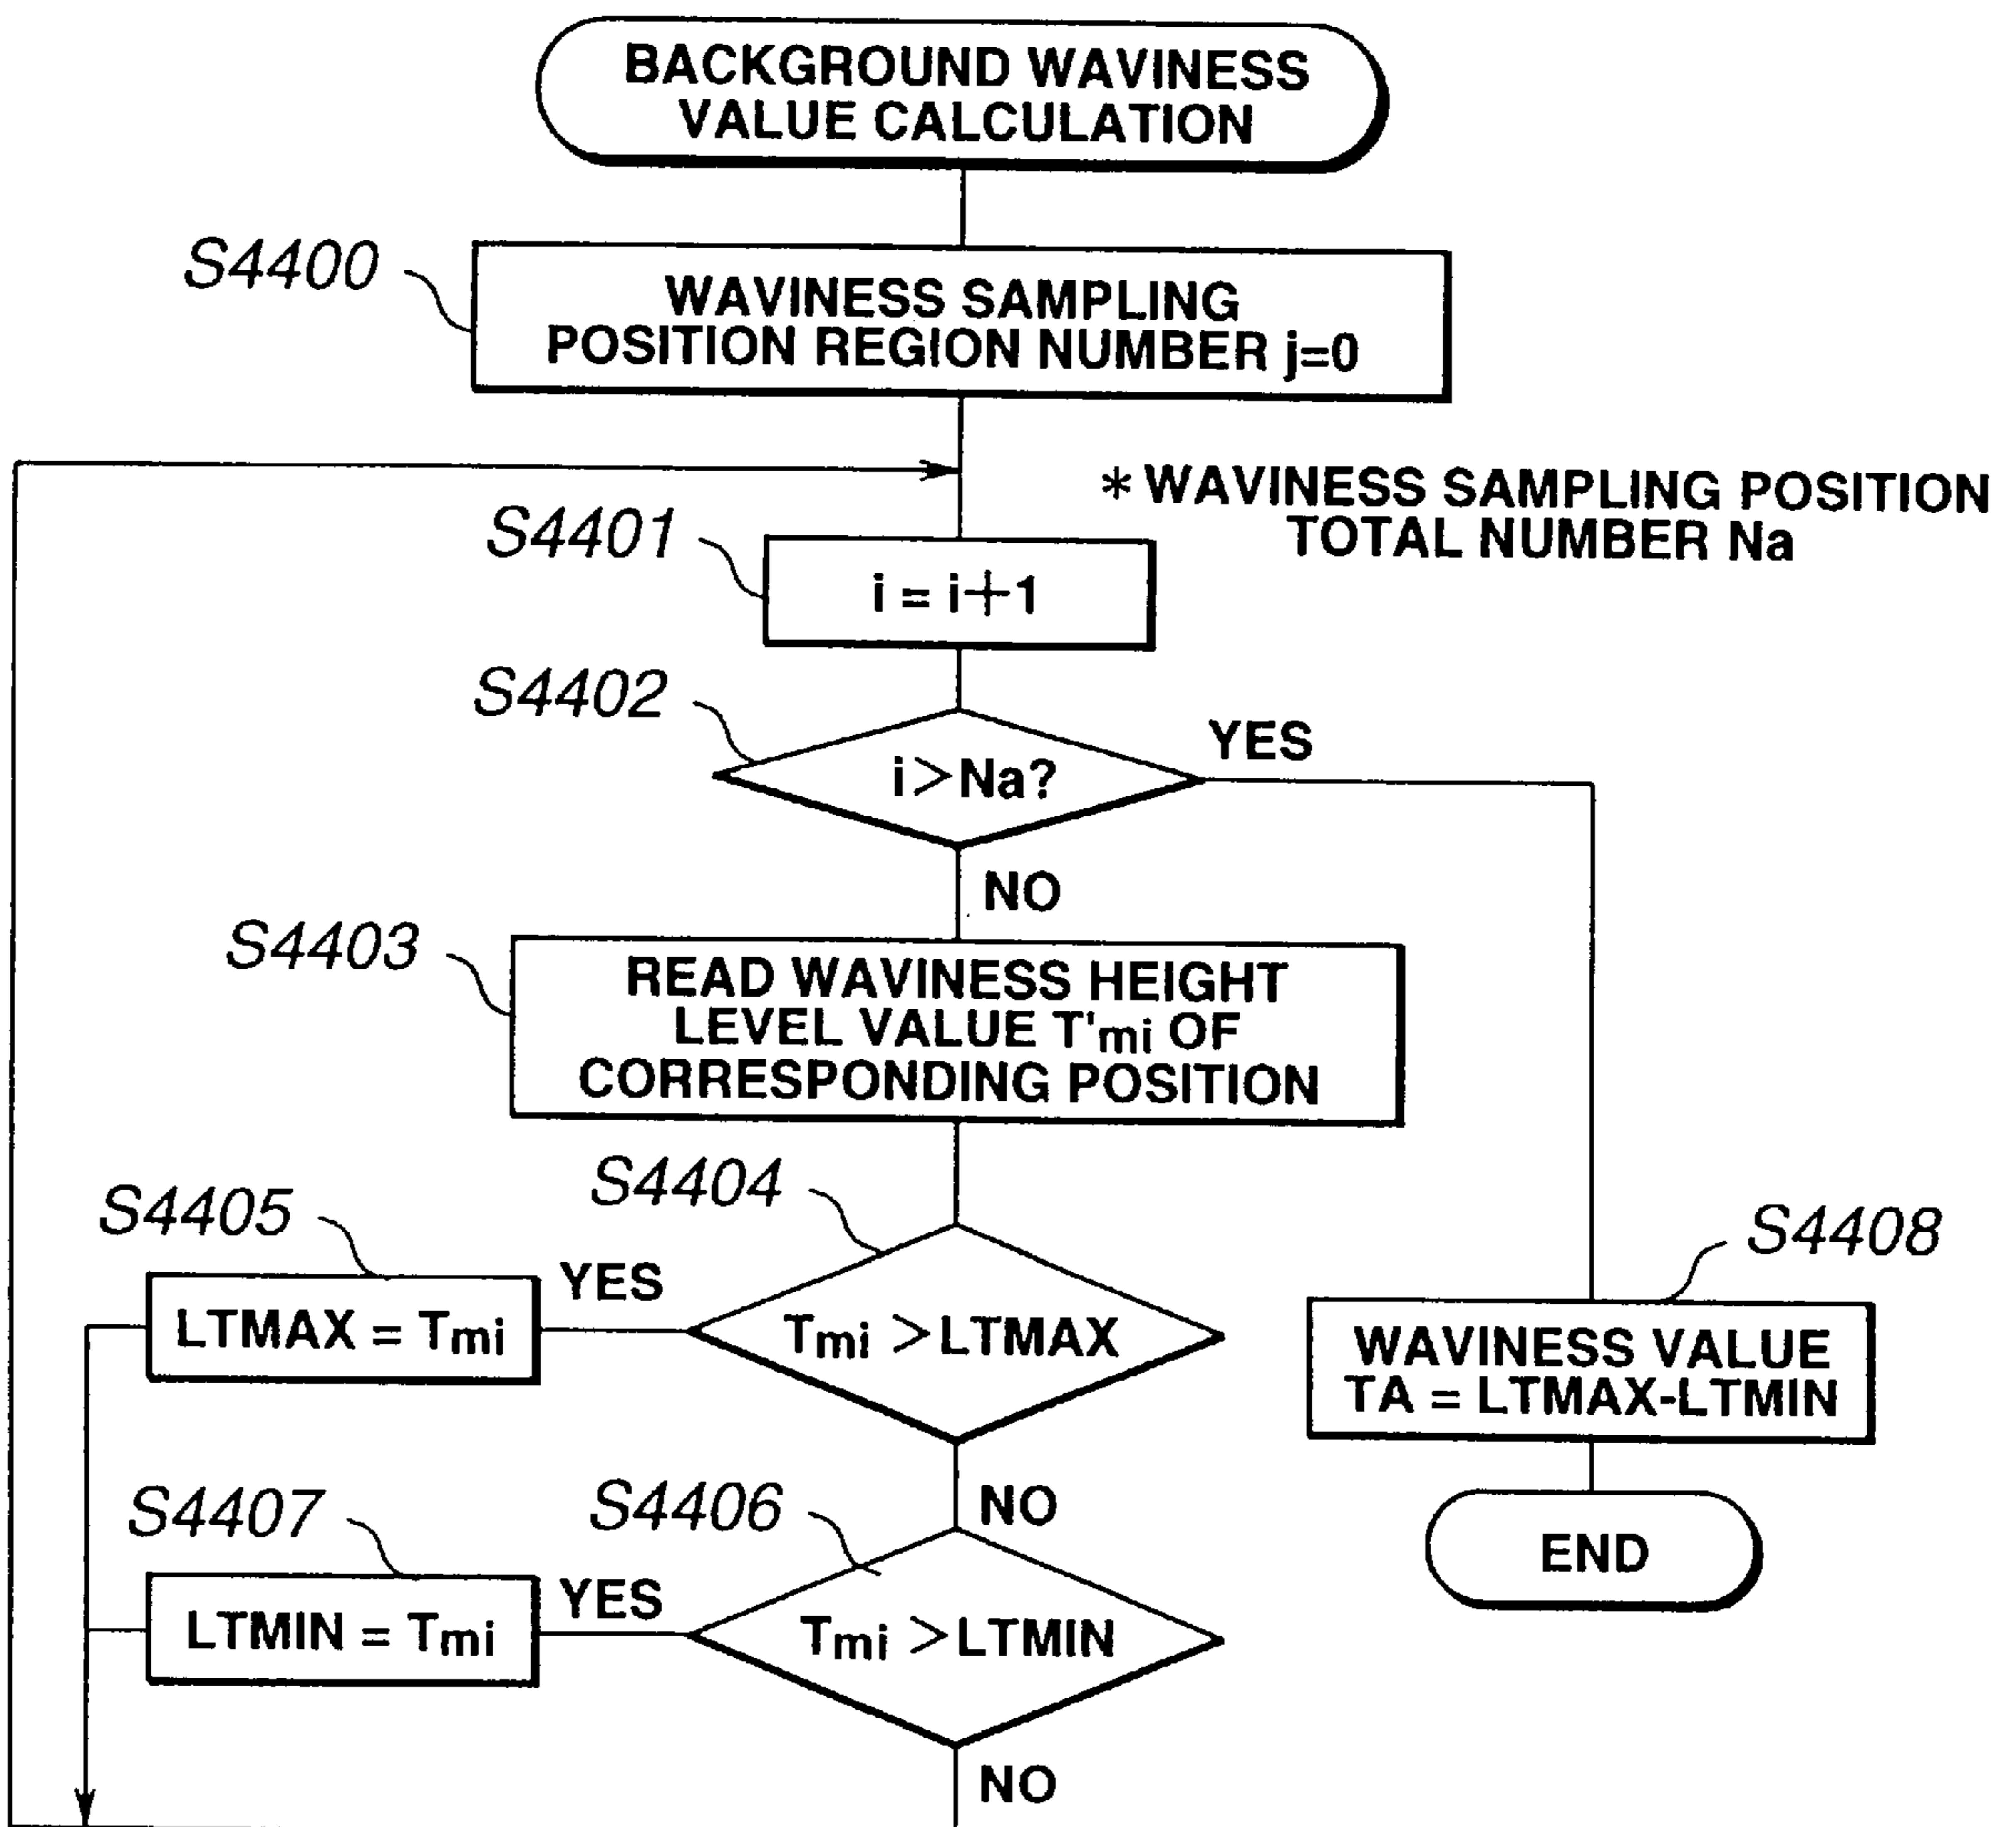 BACKGROUND WAVINESS
VALUE CALCULATION
S4400
WAVINESS SAMPLING
POSITION REGION NUMBER j=0
* WAVINESS SAMPLING POSITION
TOTAL NUMBER Na
S4401
i = i+1
S4402
i>Na?
YES
NO
S4403
READ WAVINESS HEIGHT
LEVEL VALUE T'mi OF
CORRESPONDING POSITION
S4404
S4405
YES
LTMAX = Tmi
Tmi >LTMAX
S4408
WAVINESS VALUE
TA = LTMAX-LTMIN
NO
S4407
S4406
YES
LTMIN = Tmi
Tmi >LTMIN
END
NO